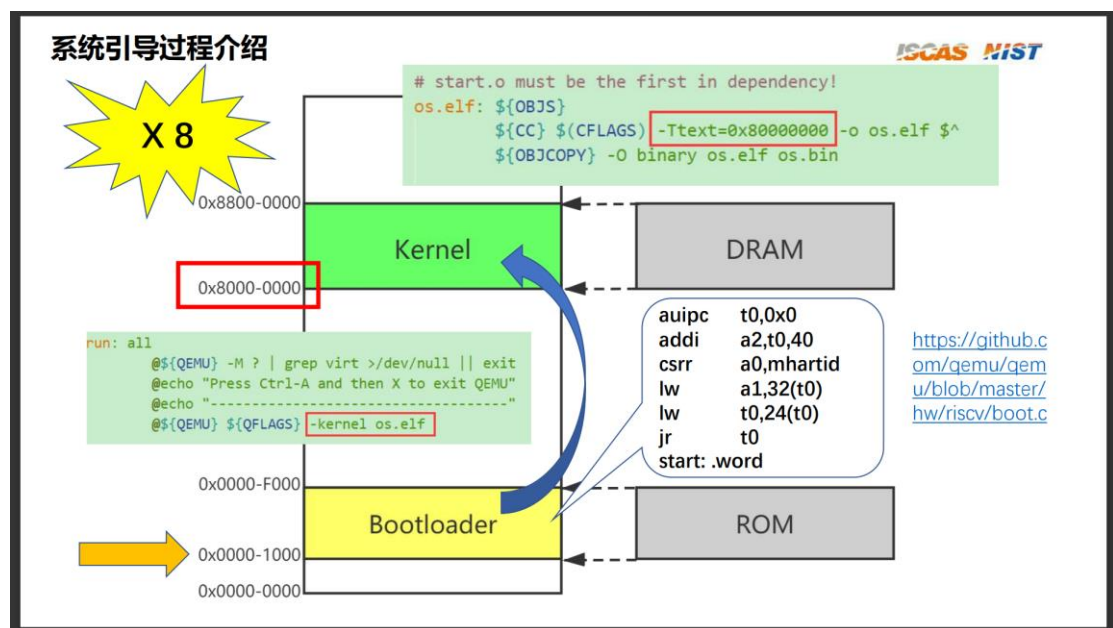 系统引导过程介绍
ISCAS NIST
X 8
# start.o must be the first in dependency!
os.elf: ${OBJS}
${CC} $(CFLAGS) -Ttext=0x80000000 -o os.elf $^
${OBJCOPY} -O binary os.elf os.bin
0x8800-0000
Kernel
DRAM
0x8000-0000
run: all
@${QEMU} -M ? | grep virt >/dev/null || exit
@echo "Press Ctrl-A and then X to exit QEMU"
@echo "------------------------------------"
@${QEMU} ${QFLAGS} -kernel os.elf
auipc t0,0x0
addi a2,t0,40
csrr a0,mhartid
lw a1,32(t0)
lw t0,24(t0)
jr t0
start: .word
https://github.c
om/qemu/qem
u/blob/master/
hw/riscv/boot.c
0x0000-F000
Bootloader
ROM
0x0000-1000
0x0000-0000